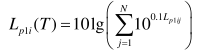 L_{p1i}(T) = 10lg(∑_{j=1}^{N} 10^{0.1L_{p1ij}})